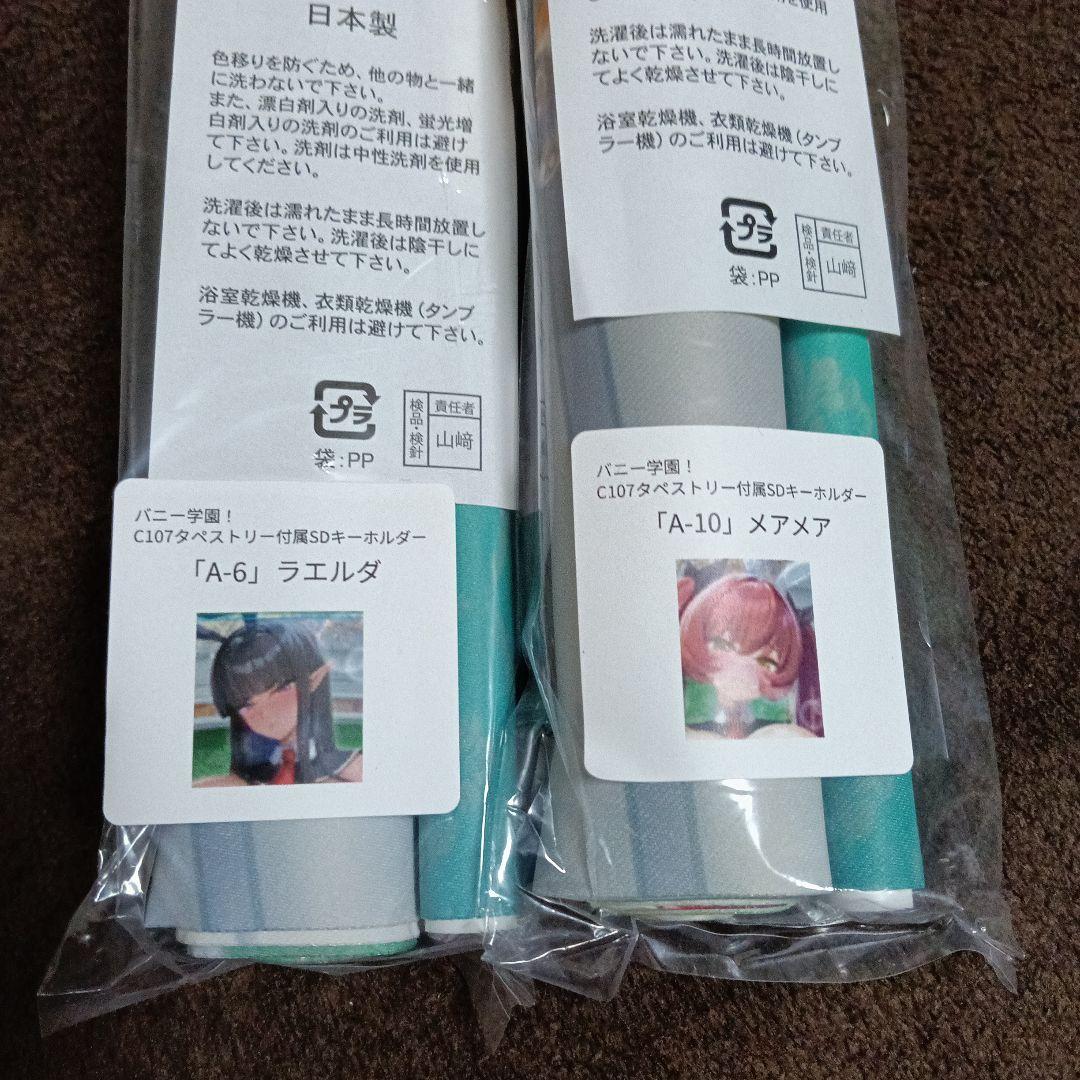 日本製
色移りを防ぐため、他の物と一緒
に洗わないで下さい。
また、漂白剤入りの洗剤、蛍光増
白剤入りの洗剤のご利用は避け
て下さい。洗剤は中性洗剤を使用
してください。
洗濯後は濡れたまま長時間放置し
ないで下さい。洗濯後は陰干しに
てよく乾燥させて下さい。
浴室乾燥機、衣類乾燥機（タンブ
ラー機）のご利用は避けて下さい。
プラ
袋:PP
検品・検針
責任者
山﨑
バニー学園！
C107タペストリー付属SDキーホルダー
「A-6」ラエルダ
を使用
洗濯後は濡れたまま長時間放置し
ないで下さい。洗濯後は陰干しに
てよく乾燥させて下さい。
浴室乾燥機、衣類乾燥機（タンブ
ラー機）のご利用は避けて下さい。
プラ
袋:PP
検品・検針
責任者
山﨑
バニー学園！
C107タペストリー付属SDキーホルダー
「A-10」メアメア